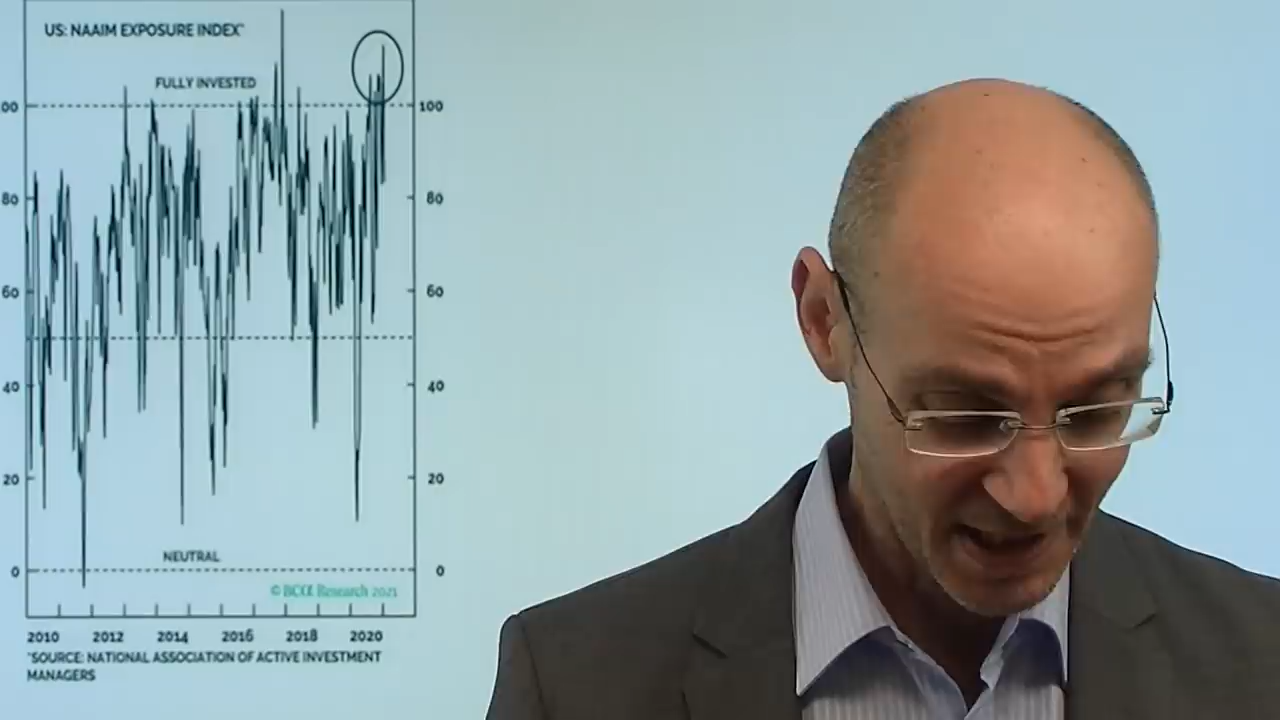 US: NAAIM EXPOSURE INDEX*
FULLY INVESTED
00 100
80 80
60 60
40 40
20 20
NEUTRAL
0 0
© BCA Research 2021
2010 2012 2014 2016 2018 2020
*SOURCE: NATIONAL ASSOCIATION OF ACTIVE INVESTMENT
MANAGERS